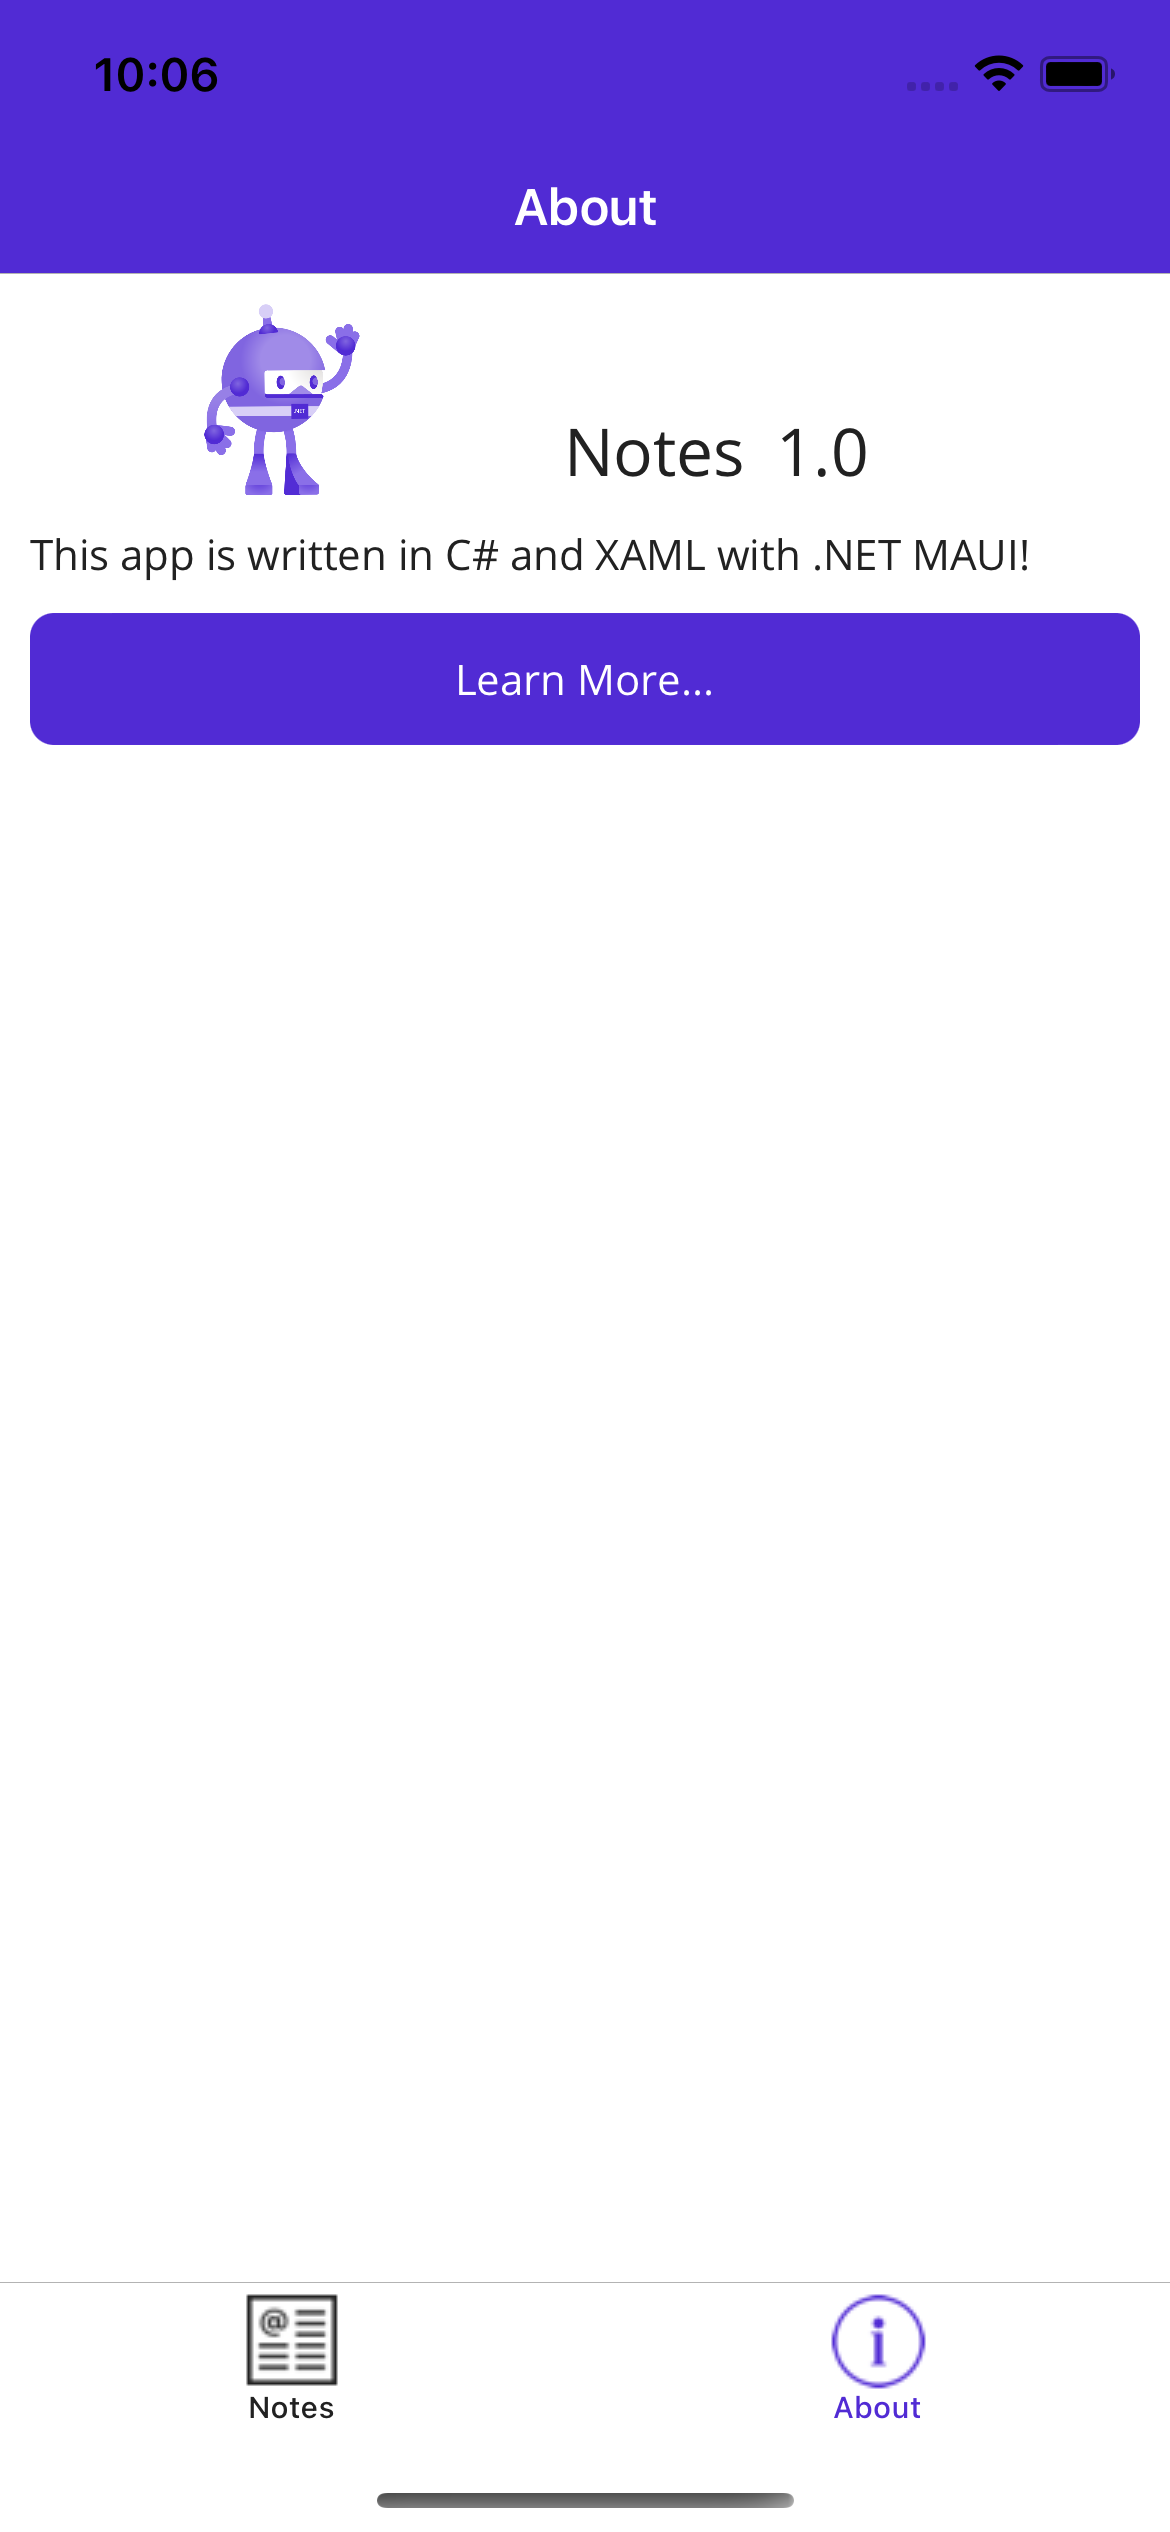 10:06
About
.NET
Notes 1.0
This app is written in C# and XAML with .NET MAUI!
Learn More...
@
Notes
i
About